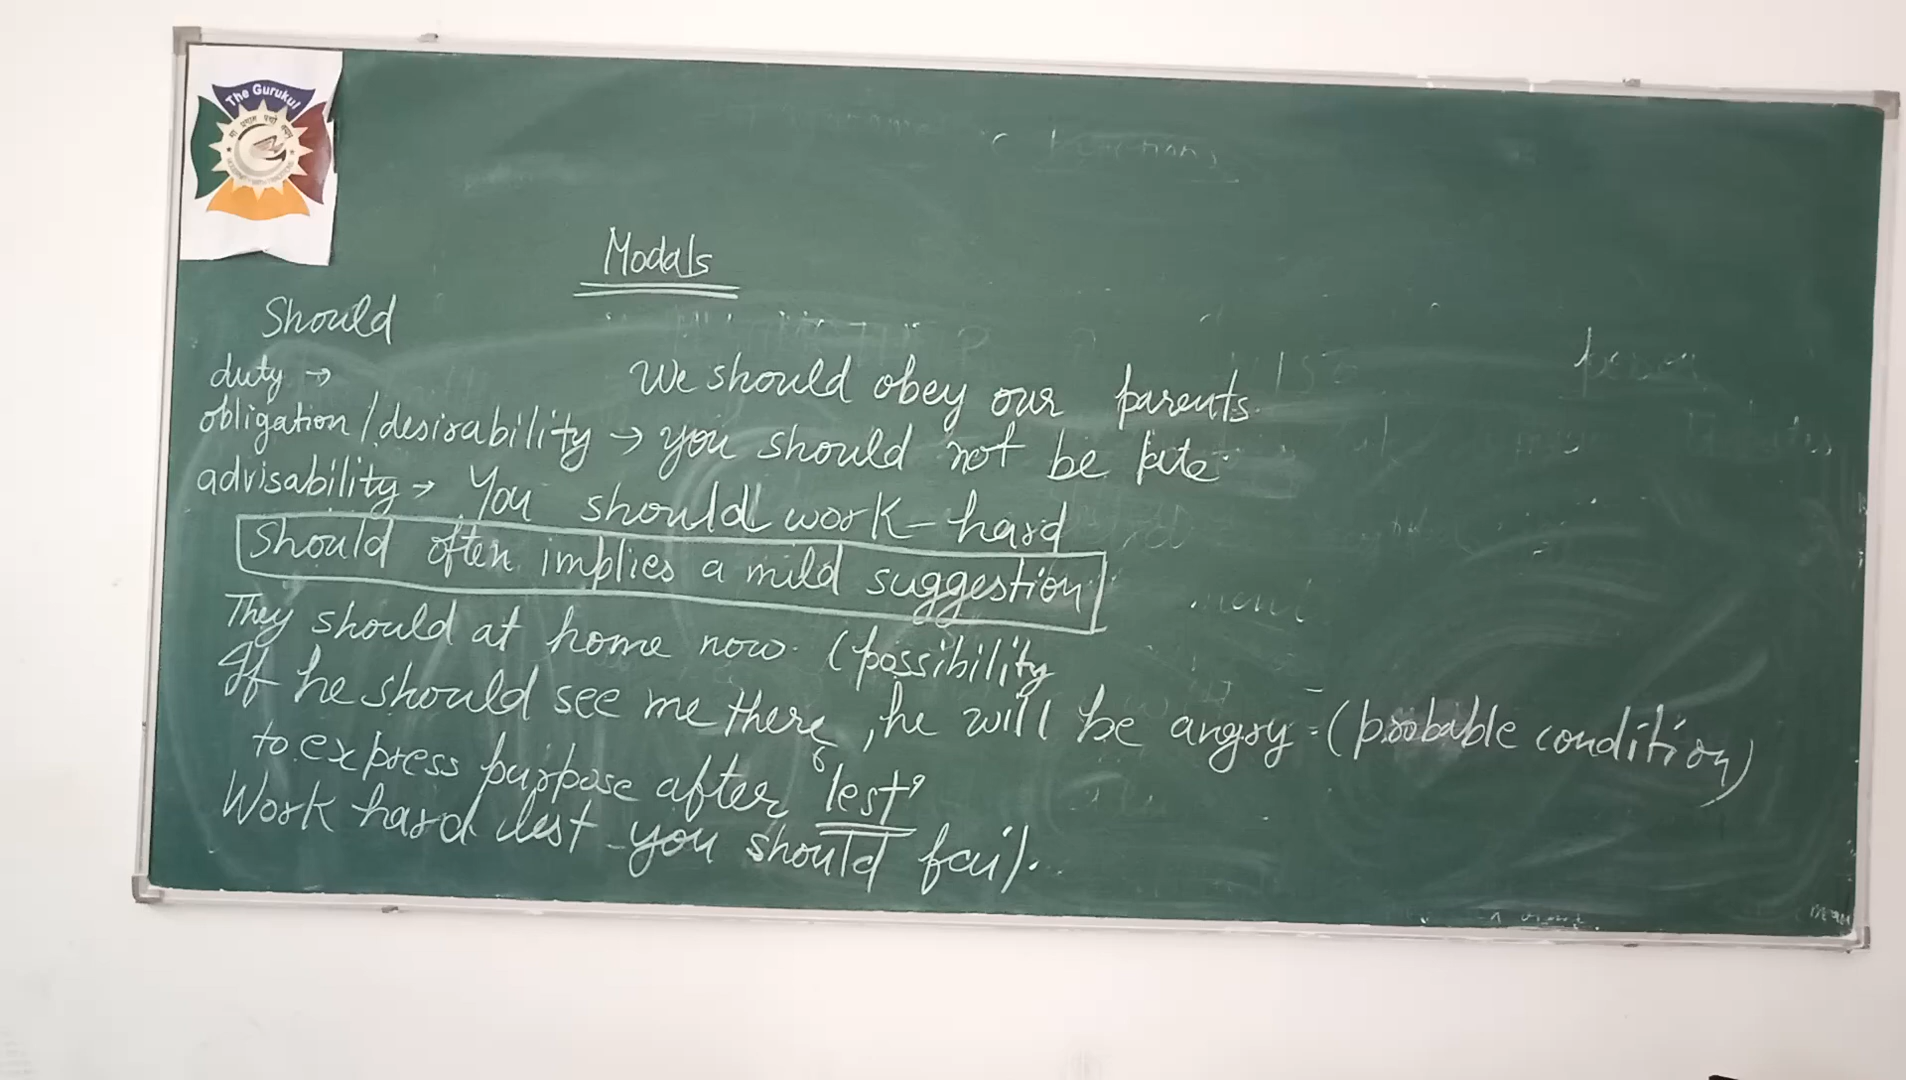 The Gurukul
Modals
Should
duty →
We should obey our parents.
obligation / desirability → you should not be late.
advisability → You should work-hard
Should often implies a mild suggestion
They should at home now. (possibility
If he should see me there, he will be angry - (probable condition)
to express purpose after 'lest'
Work hard lest you should fail.